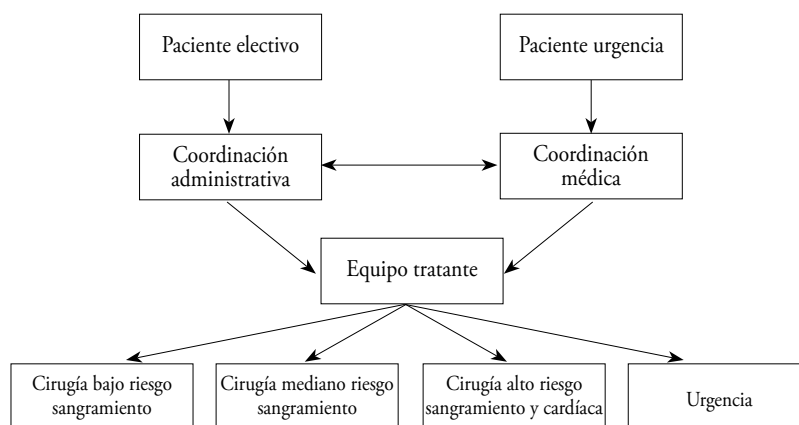 Paciente electivo
Paciente urgencia
Coordinación
administrativa
Coordinación
médica
Equipo tratante
Cirugía bajo riesgo
sangramiento
Cirugía mediano riesgo
sangramiento
Cirugía alto riesgo
sangramiento y cardíaca
Urgencia